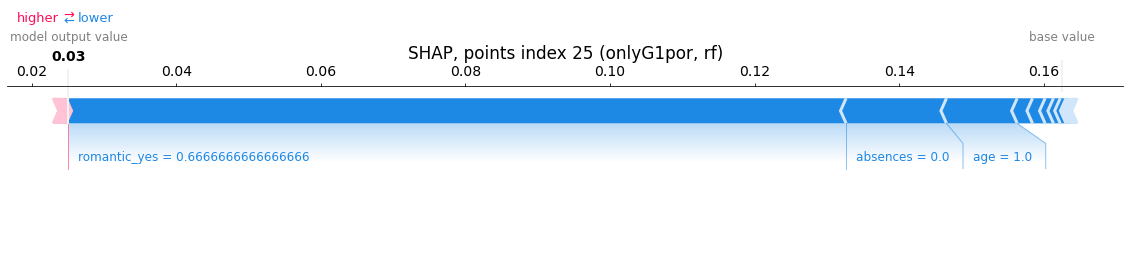 higher ⇄ lower
model output value
base value
0.03
SHAP, points index 25 (onlyG1por, rf)
0.02 0.04 0.06 0.08 0.10 0.12 0.14 0.16
romantic_yes = 0.6666666666666666
absences = 0.0
age = 1.0